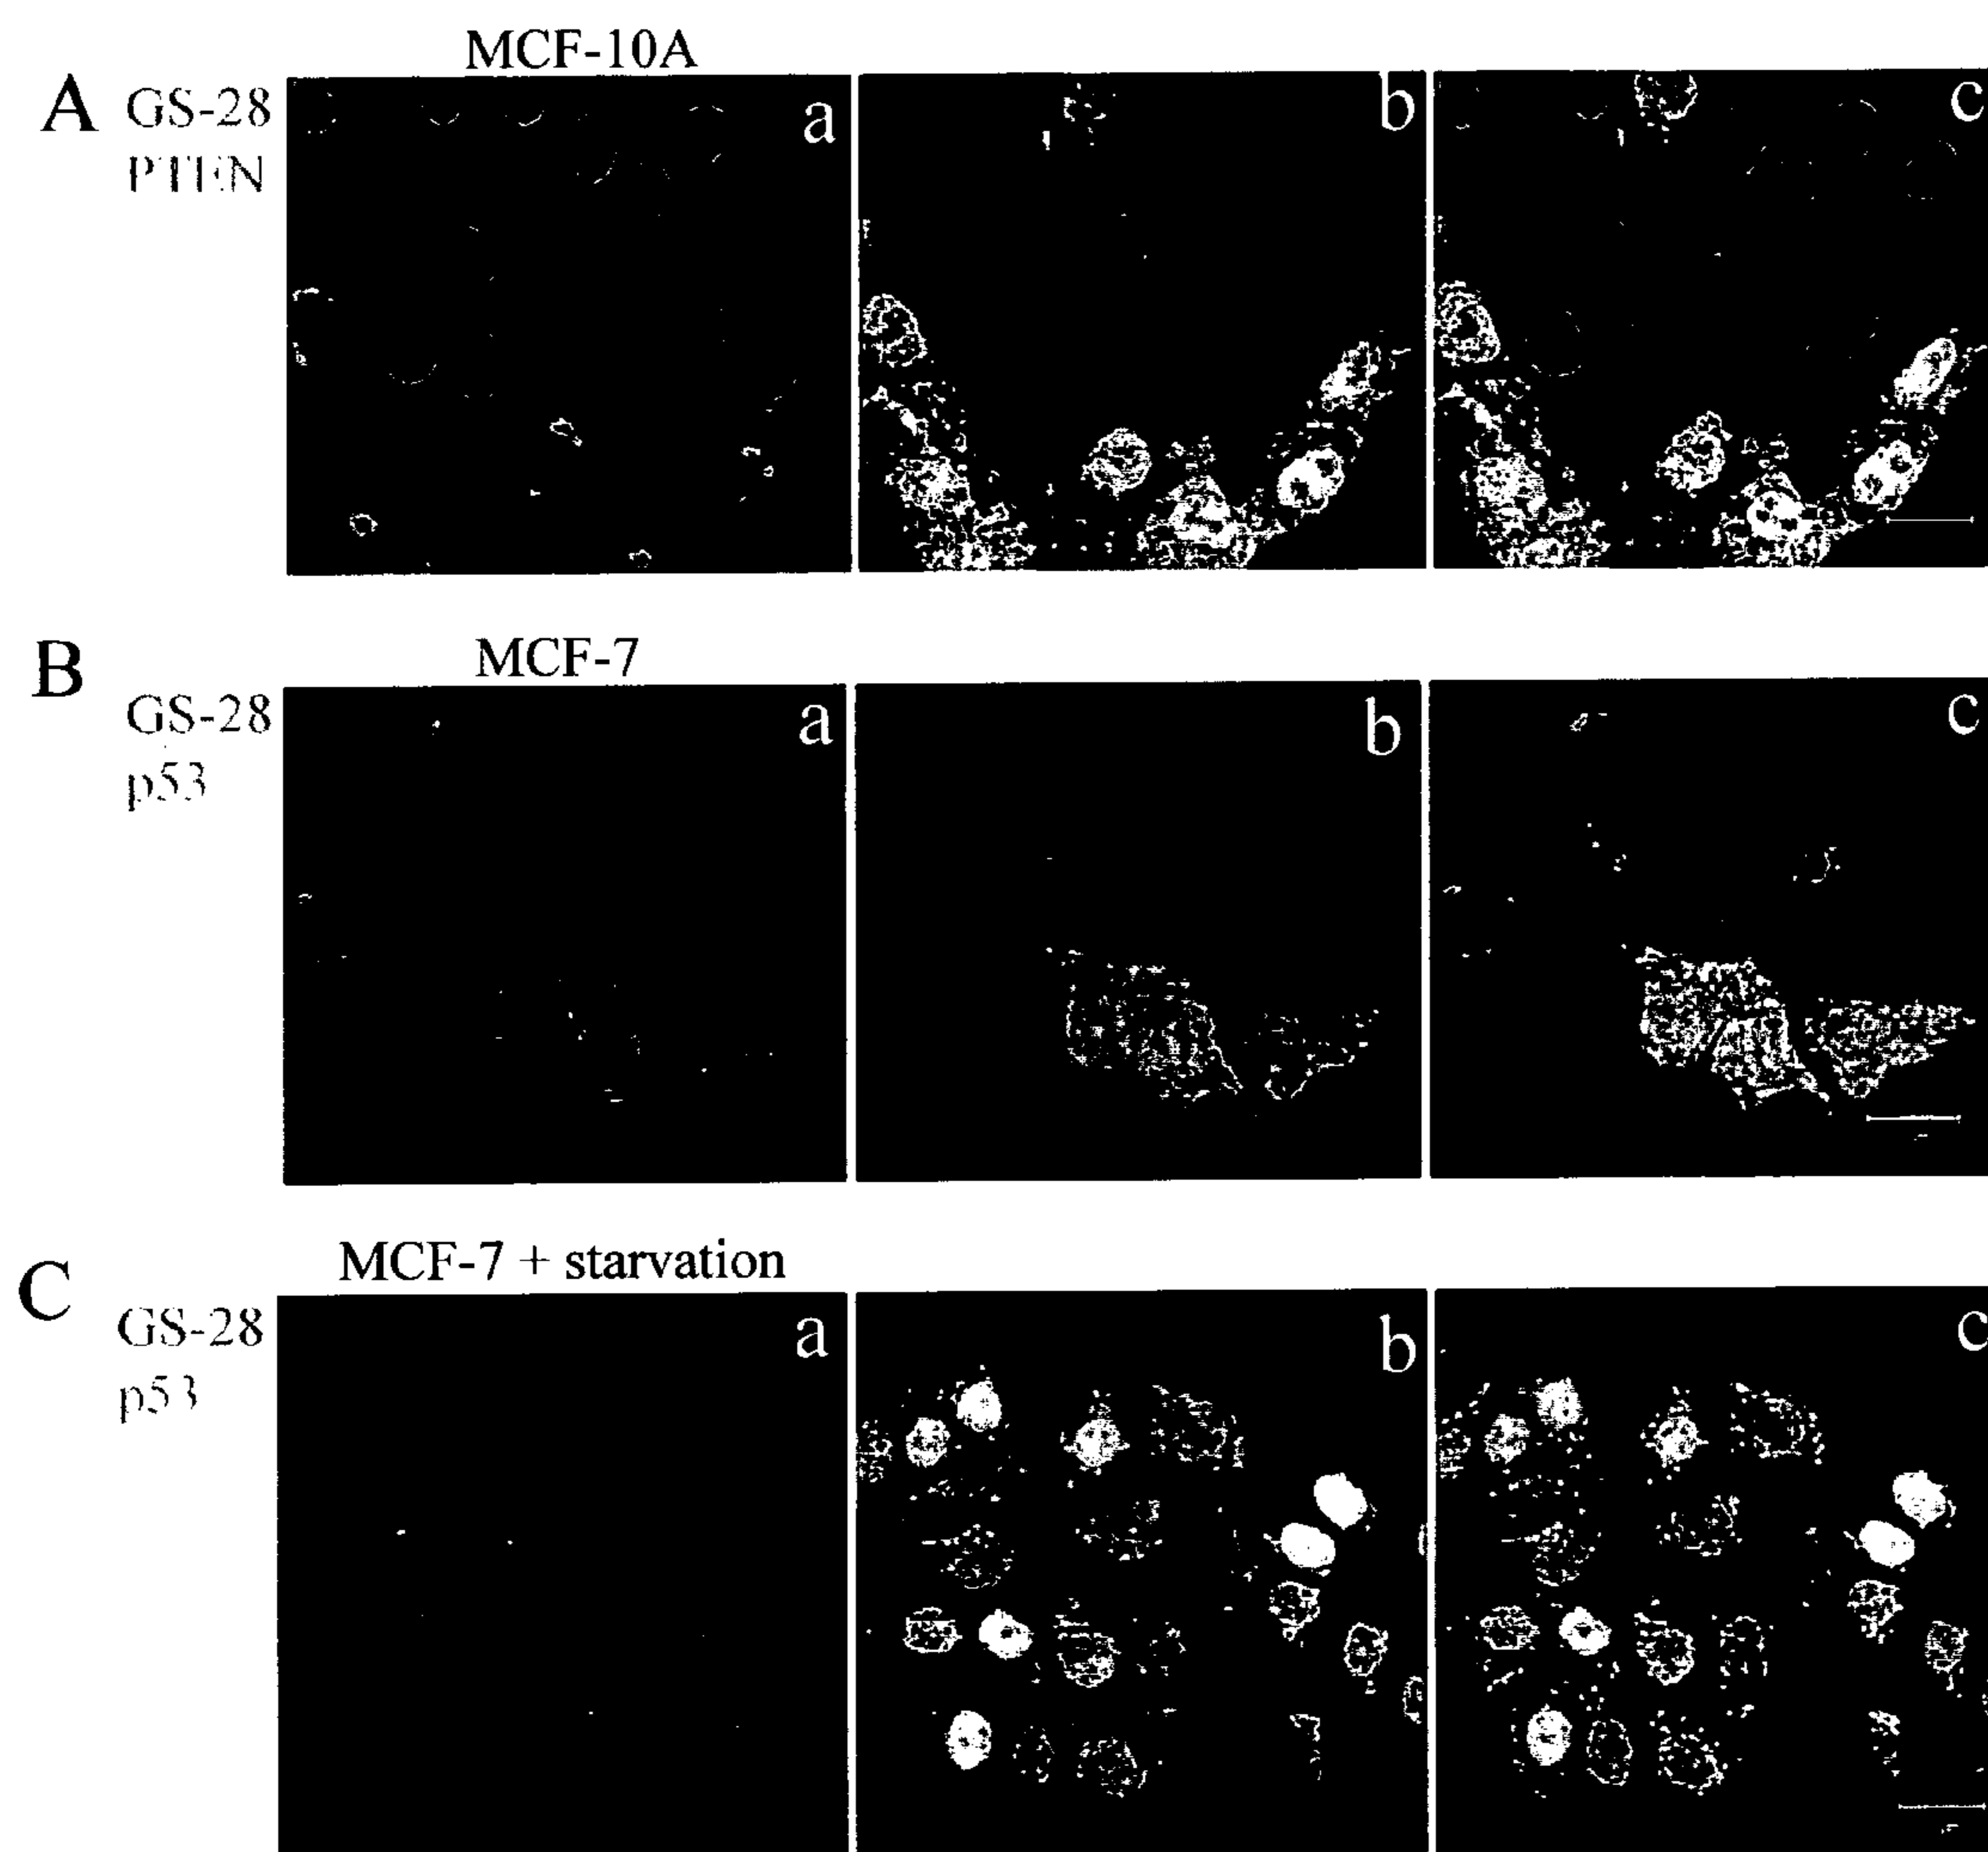 MCF-10A
A
GS-28
PTEN
a
b
c
MCF-7
B
GS-28
p53
a
b
c
MCF-7 + starvation
C
GS-28
p53
a
b
c